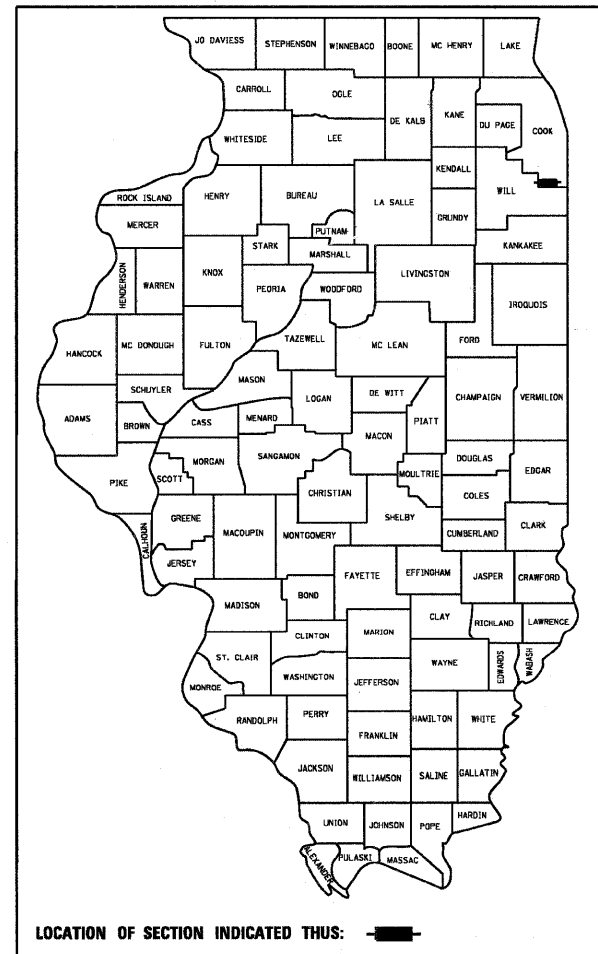 JO DAVIESS STEPHENSON WINNEBAGO BOONE MC HENRY LAKE
CARROLL OGLE DE KALB KANE DU PAGE COOK
WHITESIDE LEE KENDALL WILL
ROCK ISLAND HENRY BUREAU LA SALLE GRUNDY
MERCER PUTNAM KANKAKEE
STARK MARSHALL
HENDERSON WARREN KNOX PEORIA WOODFORD LIVINGSTON IROQUOIS
HANCOCK MC DONOUGH FULTON TAZEWELL MC LEAN FORD
SCHUYLER MASON LOGAN DE WITT CHAMPAIGN VERMILION
ADAMS BROWN CASS MENARD MACON PIATT
PIKE SCOTT MORGAN SANGAMON CHRISTIAN MOULTRIE DOUGLAS EDGAR
COLES
CALHOUN GREENE MACOUPIN MONTGOMERY SHELBY CUMBERLAND CLARK
JERSEY FAYETTE EFFINGHAM JASPER CRAWFORD
MADISON BOND CLAY RICHLAND LAWRENCE
CLINTON MARION
ST. CLAIR WASHINGTON JEFFERSON WAYNE EDWARDS WABASH
MONROE
RANDOLPH PERRY FRANKLIN HAMILTON WHITE
JACKSON WILLIAMSON SALINE GALLATIN
UNION JOHNSON POPE HARDIN
ALEXANDER PULASKI MASSAC
LOCATION OF SECTION INDICATED THUS: